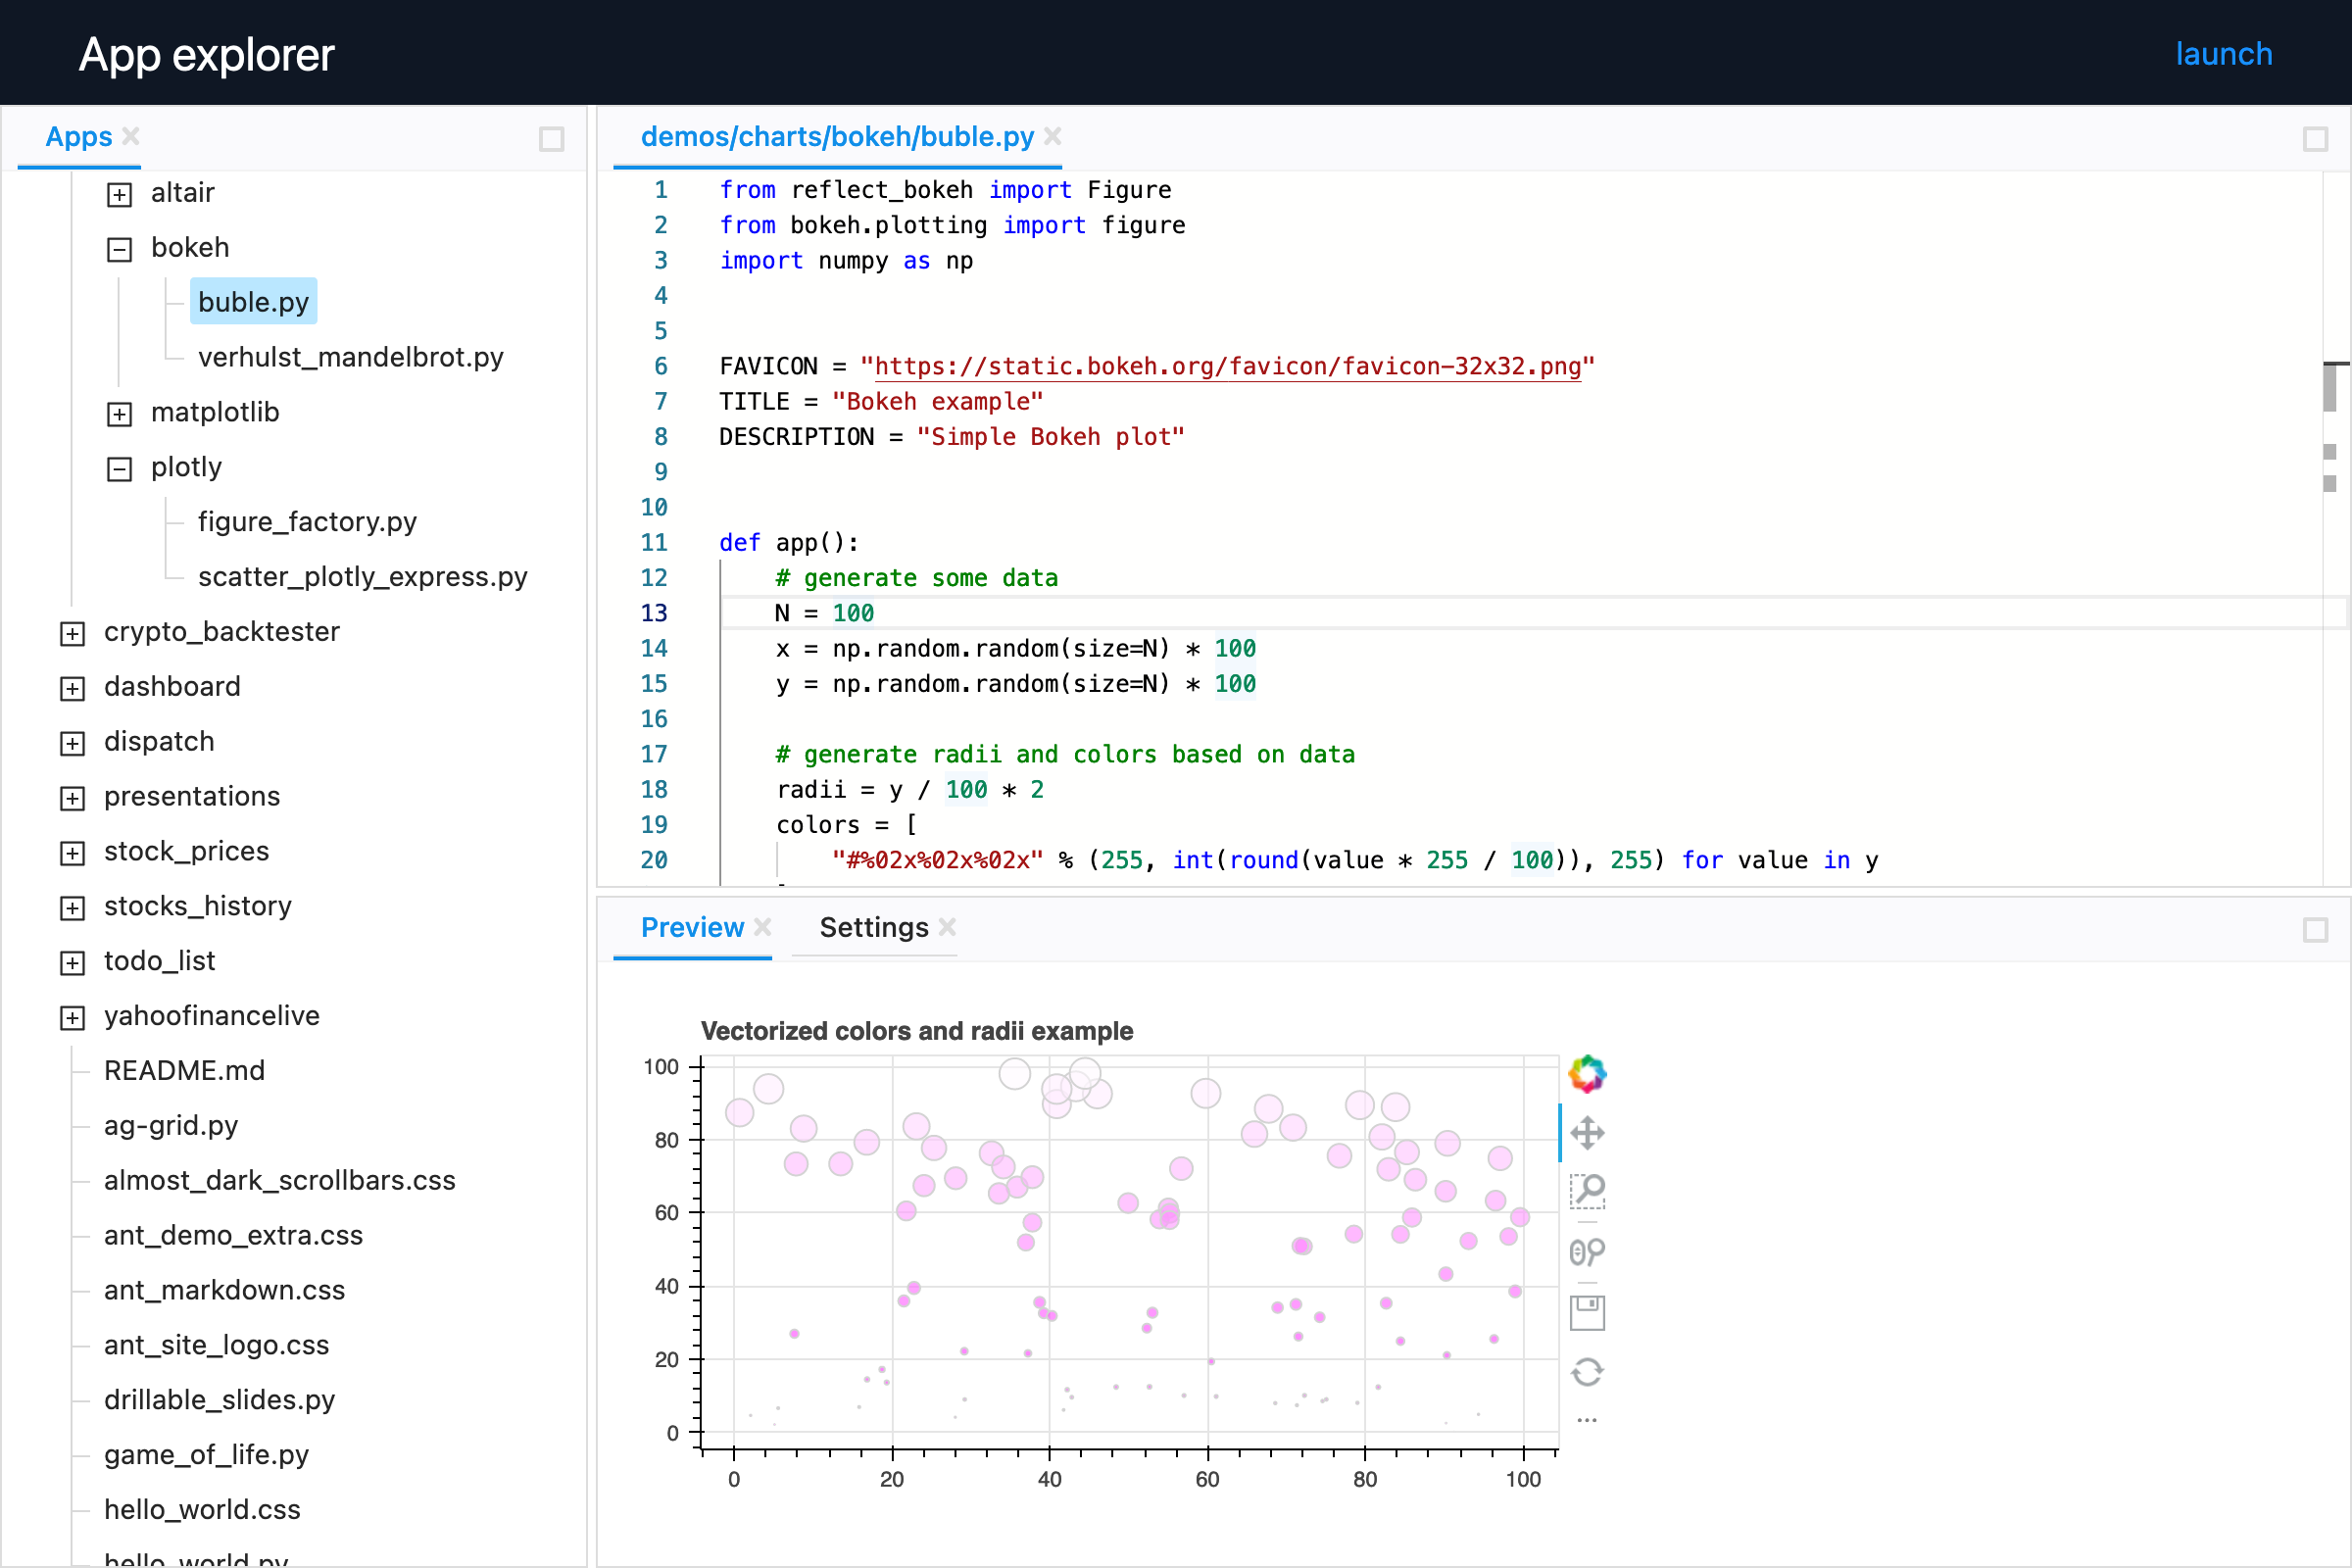 App explorer
launch
Apps
altair
bokeh
buble.py
verhulst_mandelbrot.py
matplotlib
plotly
figure_factory.py
scatter_plotly_express.py
crypto_backtester
dashboard
dispatch
presentations
stock_prices
stocks_history
todo_list
yahoofinancelive
README.md
ag-grid.py
almost_dark_scrollbars.css
ant_demo_extra.css
ant_markdown.css
ant_site_logo.css
drillable_slides.py
game_of_life.py
hello_world.css
hello_world.py
demos/charts/bokeh/buble.py
1 from reflect_bokeh import Figure
2 from bokeh.plotting import figure
3 import numpy as np
4
5
6 FAVICON = "https://static.bokeh.org/favicon/favicon-32x32.png"
7 TITLE = "Bokeh example"
8 DESCRIPTION = "Simple Bokeh plot"
9
10
11 def app():
12 # generate some data
13 N = 100
14 x = np.random.random(size=N) * 100
15 y = np.random.random(size=N) * 100
16
17 # generate radii and colors based on data
18 radii = y / 100 * 2
19 colors = [
20 "#%02x%02x%02x" % (255, int(round(value * 255 / 100)), 255) for value in y
Preview
Settings
Vectorized colors and radii example
100
80
60
40
20
0
0 20 40 60 80 100